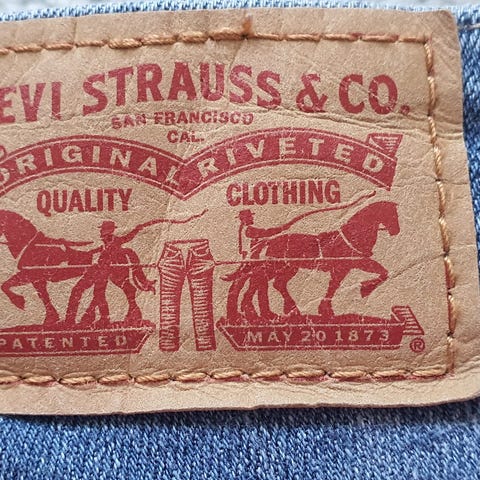 EVI STRAUSS & CO.
SAN FRANCISCO
CAL.
ORIGINAL RIVETED
QUALITY CLOTHING
PATENTED MAY 20 1873 ®